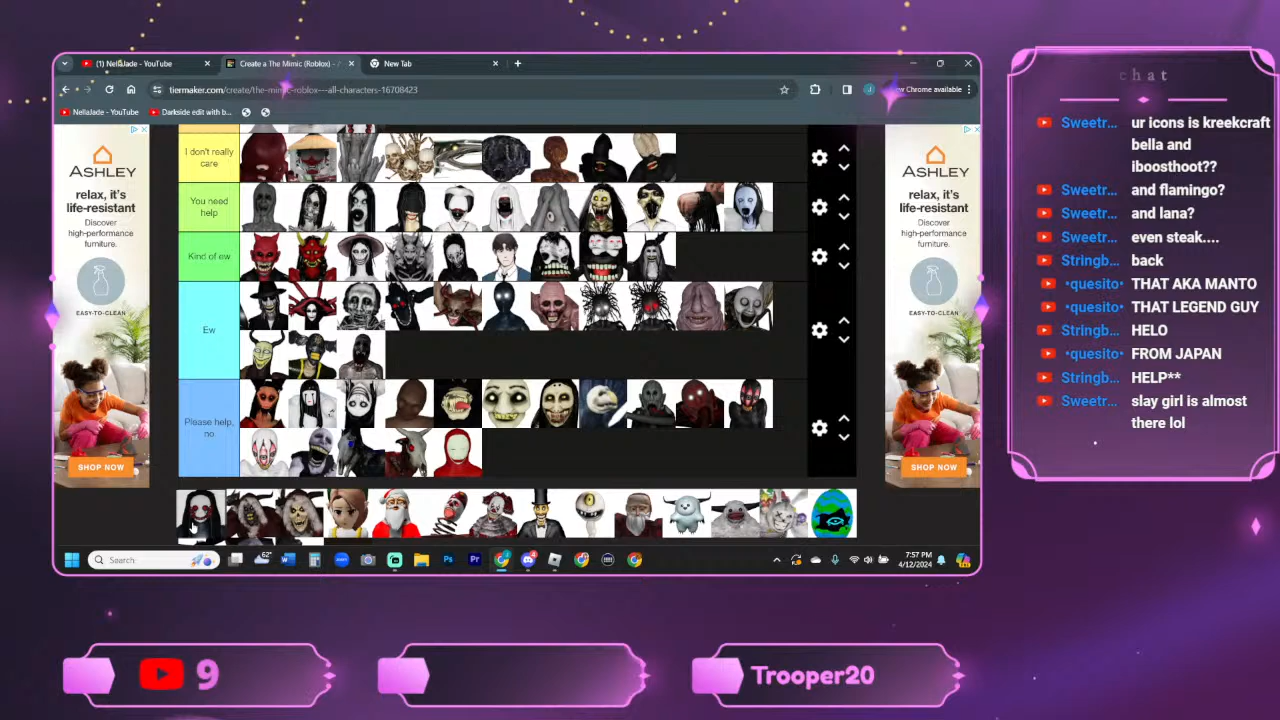 (1) NellaJade - YouTube
Create a The Mimic (Roblox) - /
New Tab
tiermaker.com/create/the-mimic-roblox---all-characters-16708423
ew Chrome available
NellaJade - YouTube
Darkside edit with b...
ASHLEY
relax, it's
life-resistant
Discover
high-performance
furniture.
EASY-TO-CLEAN
SHOP NOW
I don't really
care
You need
help
Kind of ew
Ew
Please help,
no
ASHLEY
relax, it's
life-resistant
Discover
high-performance
furniture.
EASY-TO-CLEAN
SHOP NOW
Search
62°
7:57 PM
4/12/2024
chat
Sweetr... ur icons is kreekcraft
bella and
iboosthoot??
Sweetr... and flamingo?
Sweetr... and lana?
Sweetr... even steak....
Stringb... back
•quesito• THAT AKA MANTO
•quesito• THAT LEGEND GUY
Stringb... HELO
•quesito• FROM JAPAN
Stringb... HELP**
Sweetr... slay girl is almost
there lol
9
Trooper20